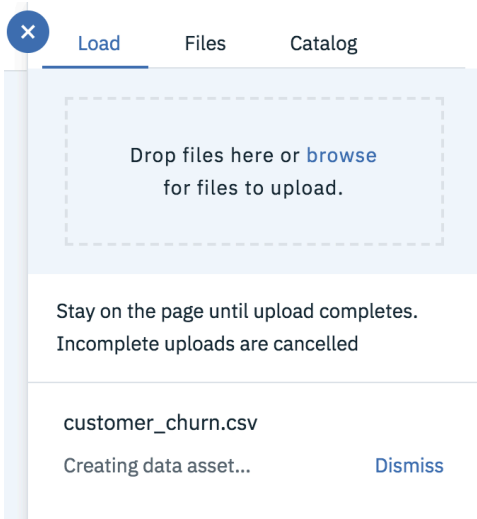 Load Files Catalog
Drop files here or browse
for files to upload.
Stay on the page until upload completes.
Incomplete uploads are cancelled
customer_churn.csv
Creating data asset... Dismiss